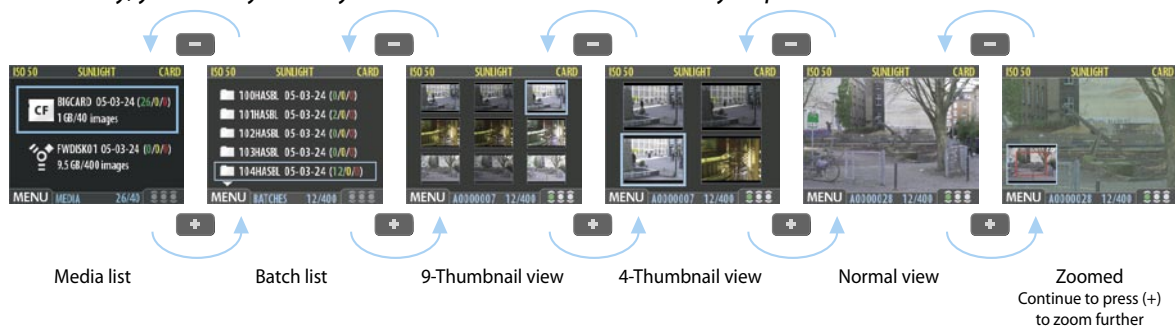 ISO 50 SUNLIGHT CARD
CF BIGCARD 05-03-24 (26/0/0)
1 GB/40 images
FWDISK01 05-03-24 (0/0/0)
9.5 GB/400 images
MENU MEDIA 26/40
ISO 50 SUNLIGHT CARD
100HASBL 05-03-24 (0/0/0)
101HASBL 05-03-24 (2/0/0)
102HASBL 05-03-24 (0/0/0)
103HASBL 05-03-24 (0/0/0)
104HASBL 05-03-24 (12/0/0)
MENU BATCHES 12/400
ISO 50 SUNLIGHT CARD
MENU A0000007 12/400
ISO 50 SUNLIGHT CARD
MENU A0000007 12/400
ISO 50 SUNLIGHT CARD
MENU A0000028 12/400
ISO 50 SUNLIGHT CARD
MENU A0000028 12/400
Media list
Batch list
9-Thumbnail view
4-Thumbnail view
Normal view
Zoomed
Continue to press (+)
to zoom further